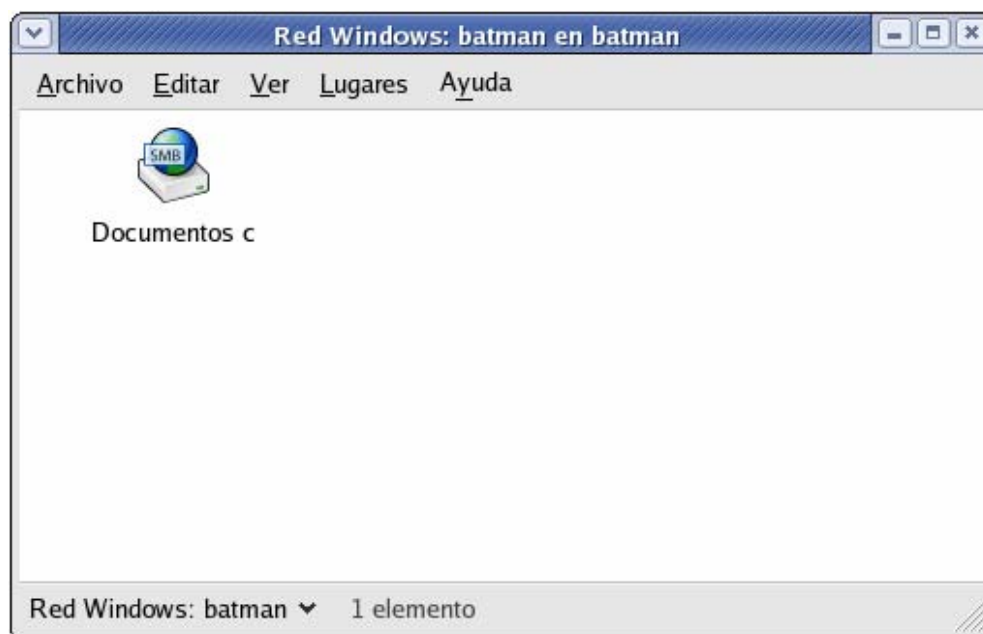 Red Windows: batman en batman
Archivo Editar Ver Lugares Ayuda
SMB
Documentos c
Red Windows: batman 1 elemento